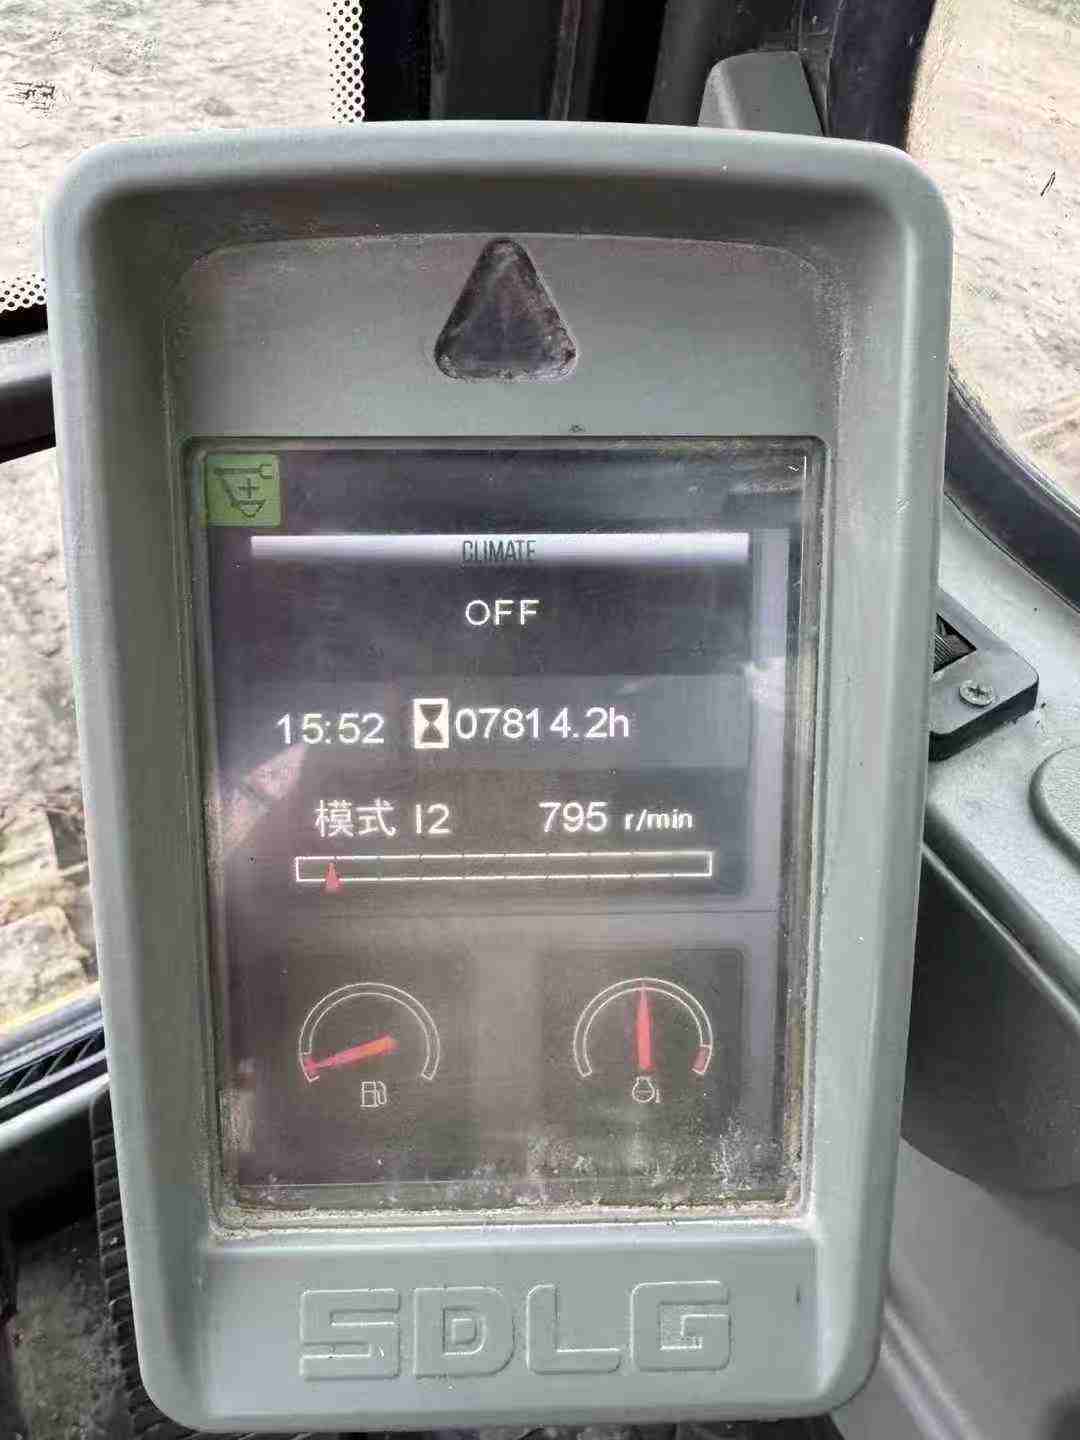 CLIMATE
OFF
15:52 07814.2h
模式 I2 795 r/min
SDLG